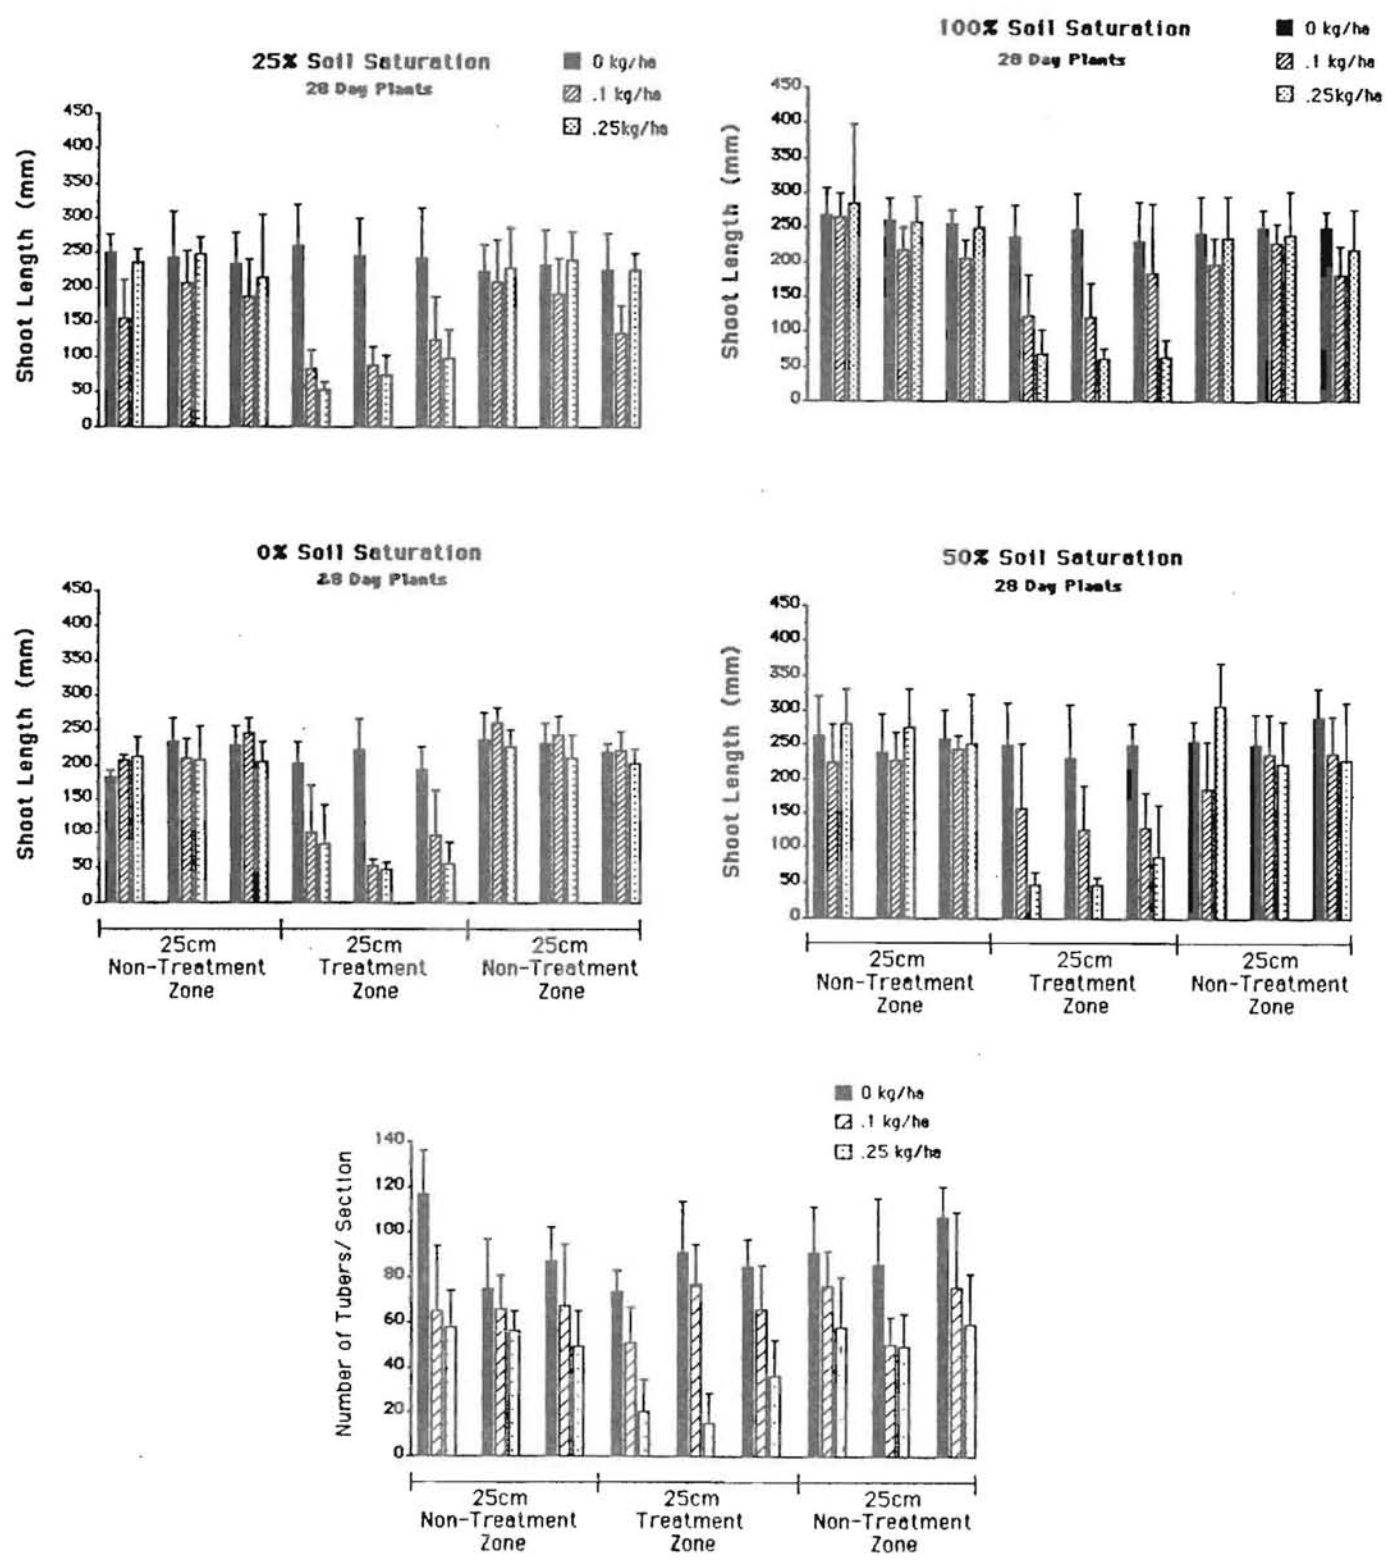 25% Soil Saturation
28 Day Plants
0 kg/ha
.1 kg/ha
.25kg/ha
Shoot Length (mm)
450
400
350
300
250
200
150
100
50
0
100% Soil Saturation
28 Day Plants
0 kg/ha
.1 kg/ha
.25kg/ha
Shoot Length (mm)
450
400
350
300
250
200
150
100
50
0
0% Soil Saturation
28 Day Plants
Shoot Length (mm)
450
400
350
300
250
200
150
100
50
0
25cm
Non-Treatment
Zone
25cm
Treatment
Zone
25cm
Non-Treatment
Zone
50% Soil Saturation
28 Day Plants
Shoot Length (mm)
450
400
350
300
250
200
150
100
50
0
25cm
Non-Treatment
Zone
25cm
Treatment
Zone
25cm
Non-Treatment
Zone
0 kg/ha
.1 kg/ha
.25 kg/ha
Number of Tubers/ Section
140
120
100
80
60
40
20
0
25cm
Non-Treatment
Zone
25cm
Treatment
Zone
25cm
Non-Treatment
Zone